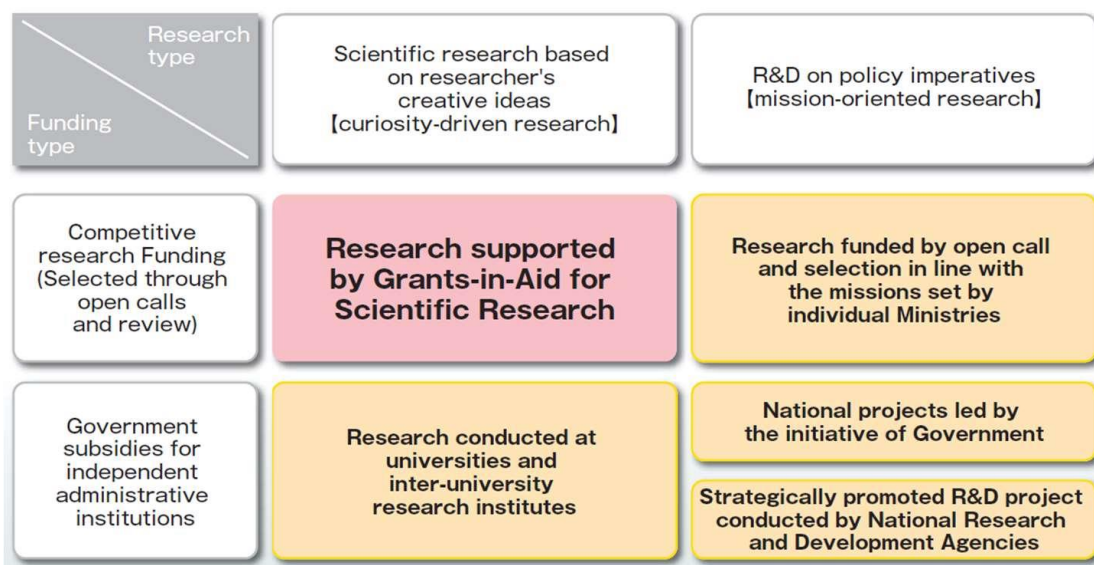 Research
type
Funding
type
Scientific research based
on researcher's
creative ideas
【curiosity-driven research】
R&D on policy imperatives
【mission-oriented research】
Competitive
research Funding
(Selected through
open calls
and review)
Research supported
by Grants-in-Aid for
Scientific Research
Research funded by open call
and selection in line with
the missions set by
individual Ministries
Government
subsidies for
independent
administrative
institutions
Research conducted at
universities and
inter-university
research institutes
National projects led by
the initiative of Government
Strategically promoted R&D project
conducted by National Research
and Development Agencies